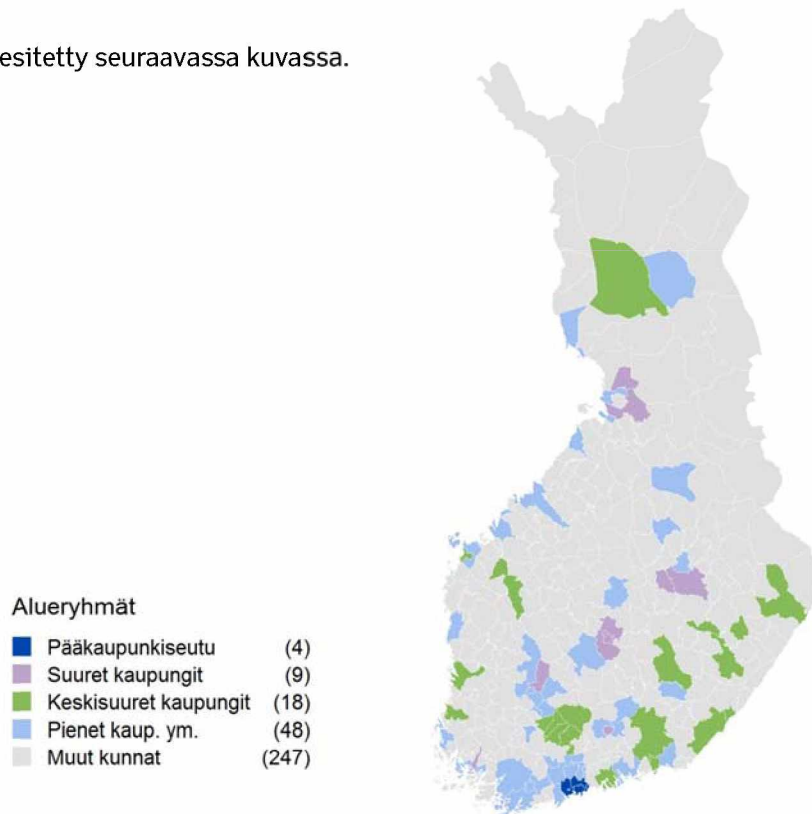 esitetty seuraavassa kuvassa.
Alueryhmät
Pääkaupunkiseutu (4)
Suuret kaupungit (9)
Keskisuuret kaupungit (18)
Pienet kaup. ym. (48)
Muut kunnat (247)